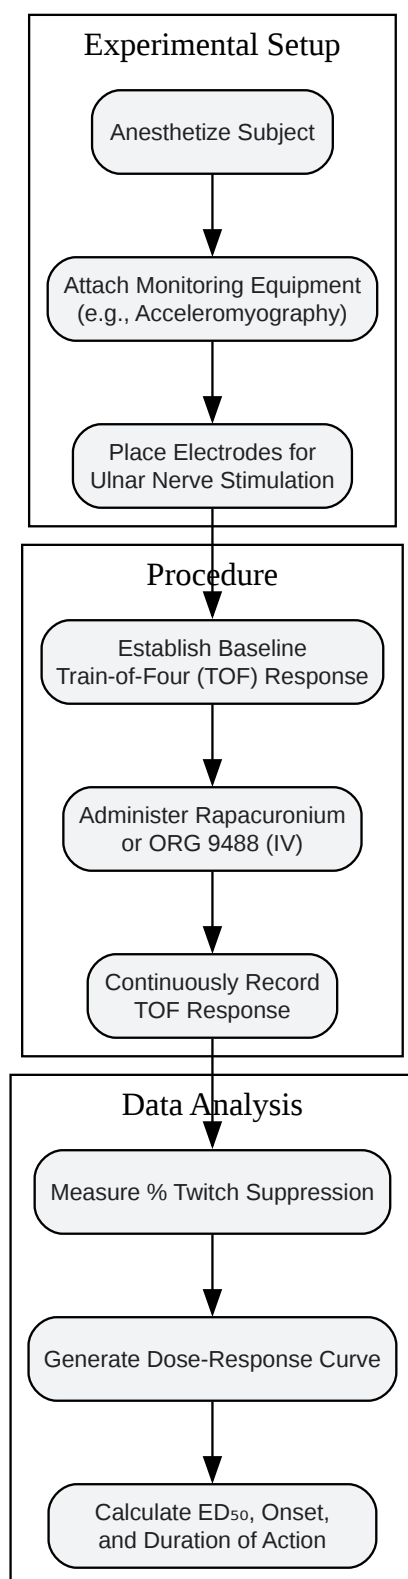 Experimental Setup
Anesthetize Subject
Attach Monitoring Equipment
(e.g., Acceleromyography)
Place Electrodes for
Ulnar Nerve Stimulation
Procedure
Establish Baseline
Train-of-Four (TOF) Response
Administer Rapacuronium
or ORG 9488 (IV)
Continuously Record
TOF Response
Data Analysis
Measure % Twitch Suppression
Generate Dose-Response Curve
Calculate ED₅₀, Onset,
and Duration of Action